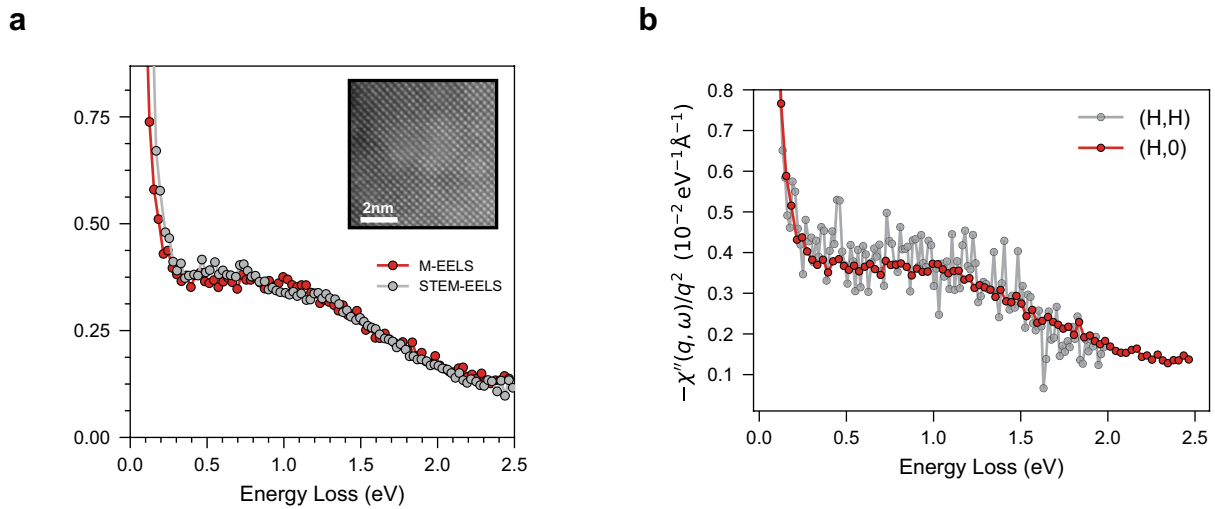 a
0.75
0.50
0.25
0.00
0.0 0.5 1.0 1.5 2.0 2.5
Energy Loss (eV)
2nm
M-EELS
STEM-EELS
b
−χ″(q, ω)/q² (10⁻² eV⁻¹Å⁻¹)
0.8
0.7
0.6
0.5
0.4
0.3
0.2
0.1
0.0 0.5 1.0 1.5 2.0 2.5
Energy Loss (eV)
(H,H)
(H,0)